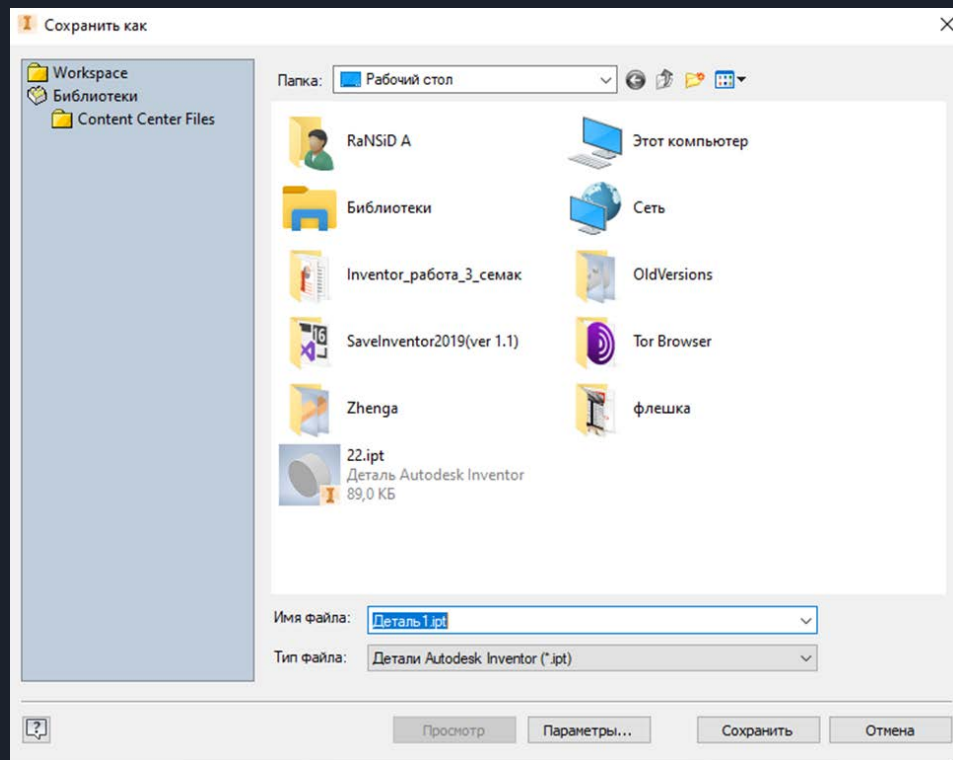 Сохранить как
Workspace
Библиотеки
Content Center Files
Папка: Рабочий стол
RaNSiD A
Этот компьютер
Библиотеки
Сеть
Inventor_работа_3_семак
OldVersions
SaveInventor2019(ver 1.1)
Tor Browser
Zhenga
флешка
22.ipt
Деталь Autodesk Inventor
89,0 КБ
Имя файла: Деталь1.ipt
Тип файла: Детали Autodesk Inventor (*.ipt)
Просмотр Параметры... Сохранить Отмена